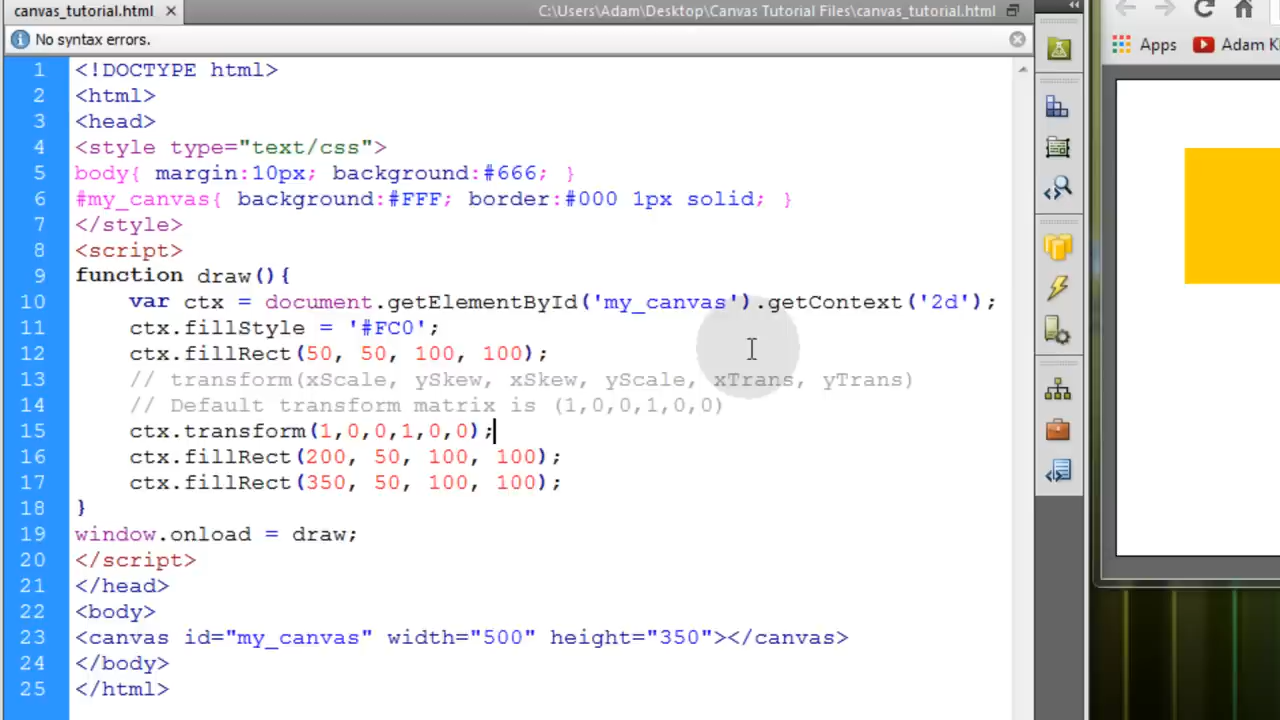 canvas_tutorial.html × C:\Users\Adam\Desktop\Canvas Tutorial Files\canvas_tutorial.html
No syntax errors.
Apps Adam
1 <!DOCTYPE html>
2 <html>
3 <head>
4 <style type="text/css">
5 body{ margin:10px; background:#666; }
6 #my_canvas{ background:#FFF; border:#000 1px solid; }
7 </style>
8 <script>
9 function draw(){
10 var ctx = document.getElementById('my_canvas').getContext('2d');
11 ctx.fillStyle = '#FC0';
12 ctx.fillRect(50, 50, 100, 100);
13 // transform(xScale, ySkew, xSkew, yScale, xTrans, yTrans)
14 // Default transform matrix is (1,0,0,1,0,0)
15 ctx.transform(1,0,0,1,0,0);
16 ctx.fillRect(200, 50, 100, 100);
17 ctx.fillRect(350, 50, 100, 100);
18 }
19 window.onload = draw;
20 </script>
21 </head>
22 <body>
23 <canvas id="my_canvas" width="500" height="350"></canvas>
24 </body>
25 </html>